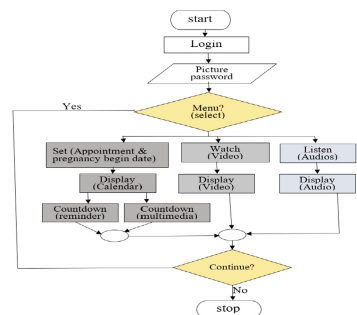 start
Login
Picture
password
Yes
Menu?
(select)
Set (Appointment &
pregnancy begin date)
Watch
(Video)
Listen
(Audios)
Display
(Calendar)
Display
(Video)
Display
(Audio)
Countdown
(reminder)
Countdown
(multimedia)
Continue?
No
stop